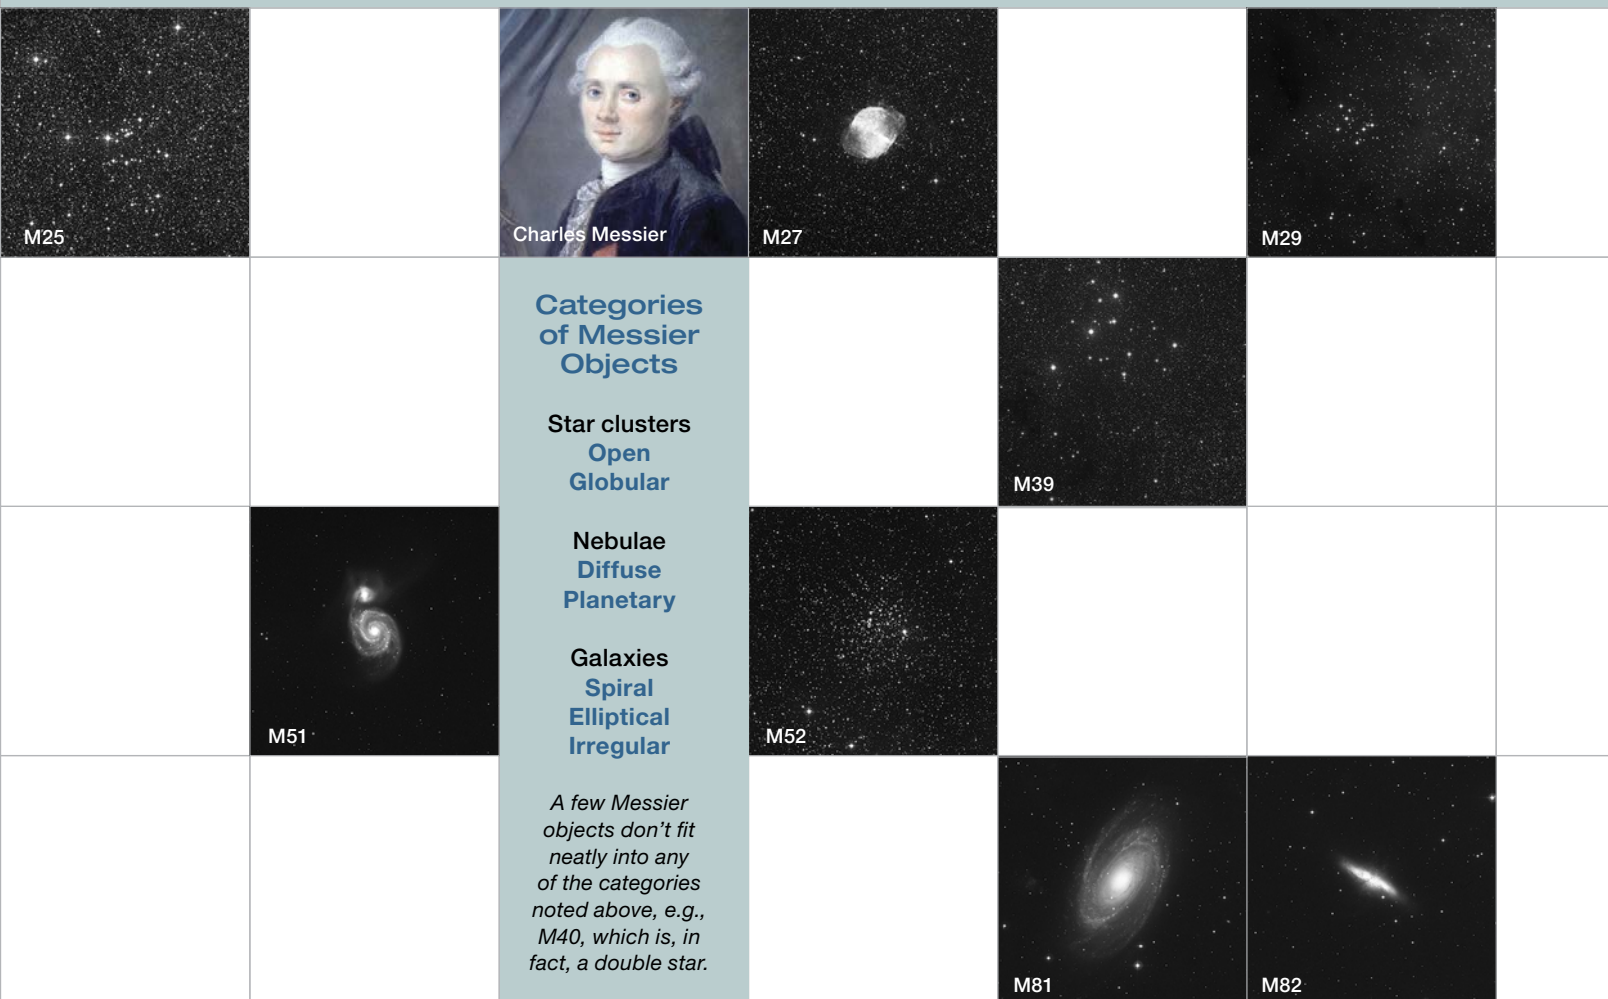 M25
Charles Messier
M27
M29
Categories
of Messier
Objects
Star clusters
Open
Globular
Nebulae
Diffuse
Planetary
Galaxies
Spiral
Elliptical
Irregular
A few Messier
objects don’t fit
neatly into any
of the categories
noted above, e.g.,
M40, which is, in
fact, a double star.
M39
M51
M52
M81
M82